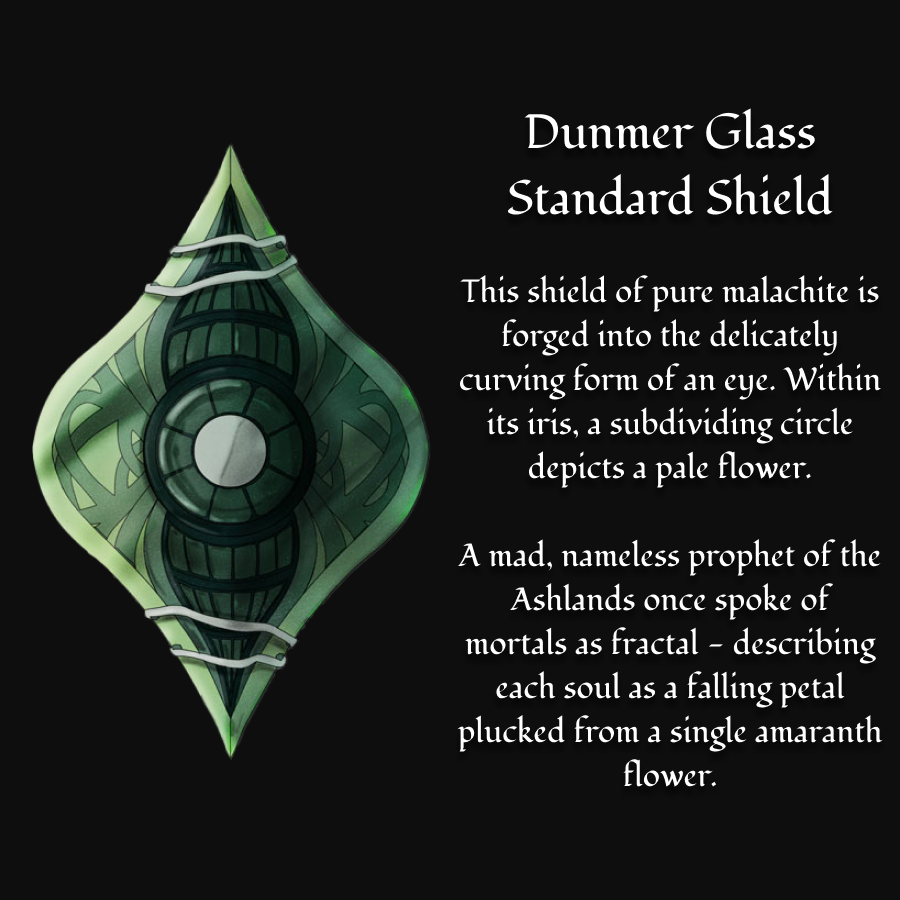 Dunmer Glass
Standard Shield
This shield of pure malachite is
forged into the delicately
curving form of an eye. Within
its iris, a subdividing circle
depicts a pale flower.
A mad, nameless prophet of the
Ashlands once spoke of
mortals as fractal - describing
each soul as a falling petal
plucked from a single amaranth
flower.